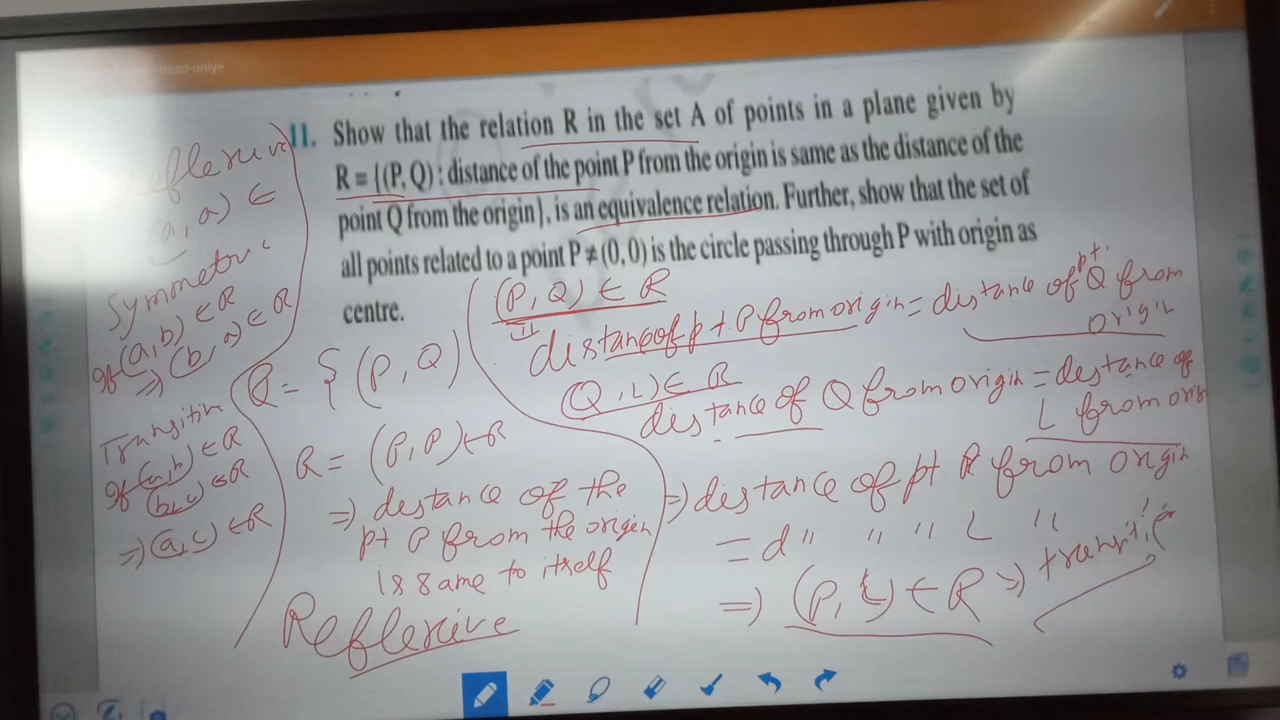 <Read-only>
11. Show that the relation R in the set A of points in a plane given by
R = {(P, Q) : distance of the point P from the origin is same as the distance of the
point Q from the origin}, is an equivalence relation. Further, show that the set of
all points related to a point P ≠ (0, 0) is the circle passing through P with origin as
centre.
eflexive
(a, a) ∈
Symmetric
If (a, b) ∈ R
⇒ (b, a) ∈ R
Transitive
If (a, b) ∈ R
(b, c) ∈ R
⇒ (a, c) ∈ R
R = { (P, Q)
R = (P, P) ∈ R
⇒ distance of the
pt P from the origin
is same to itself
Reflexive
(P, Q) ∈ R
distance of pt P from origin = distance of pt. Q from
origin
(Q, L) ∈ R
distance of Q from origin = destance of
L from orig
⇒ distance of pt P from origin
= d " " " L "
⇒ (P, L) ∈ R ⇒ transitive